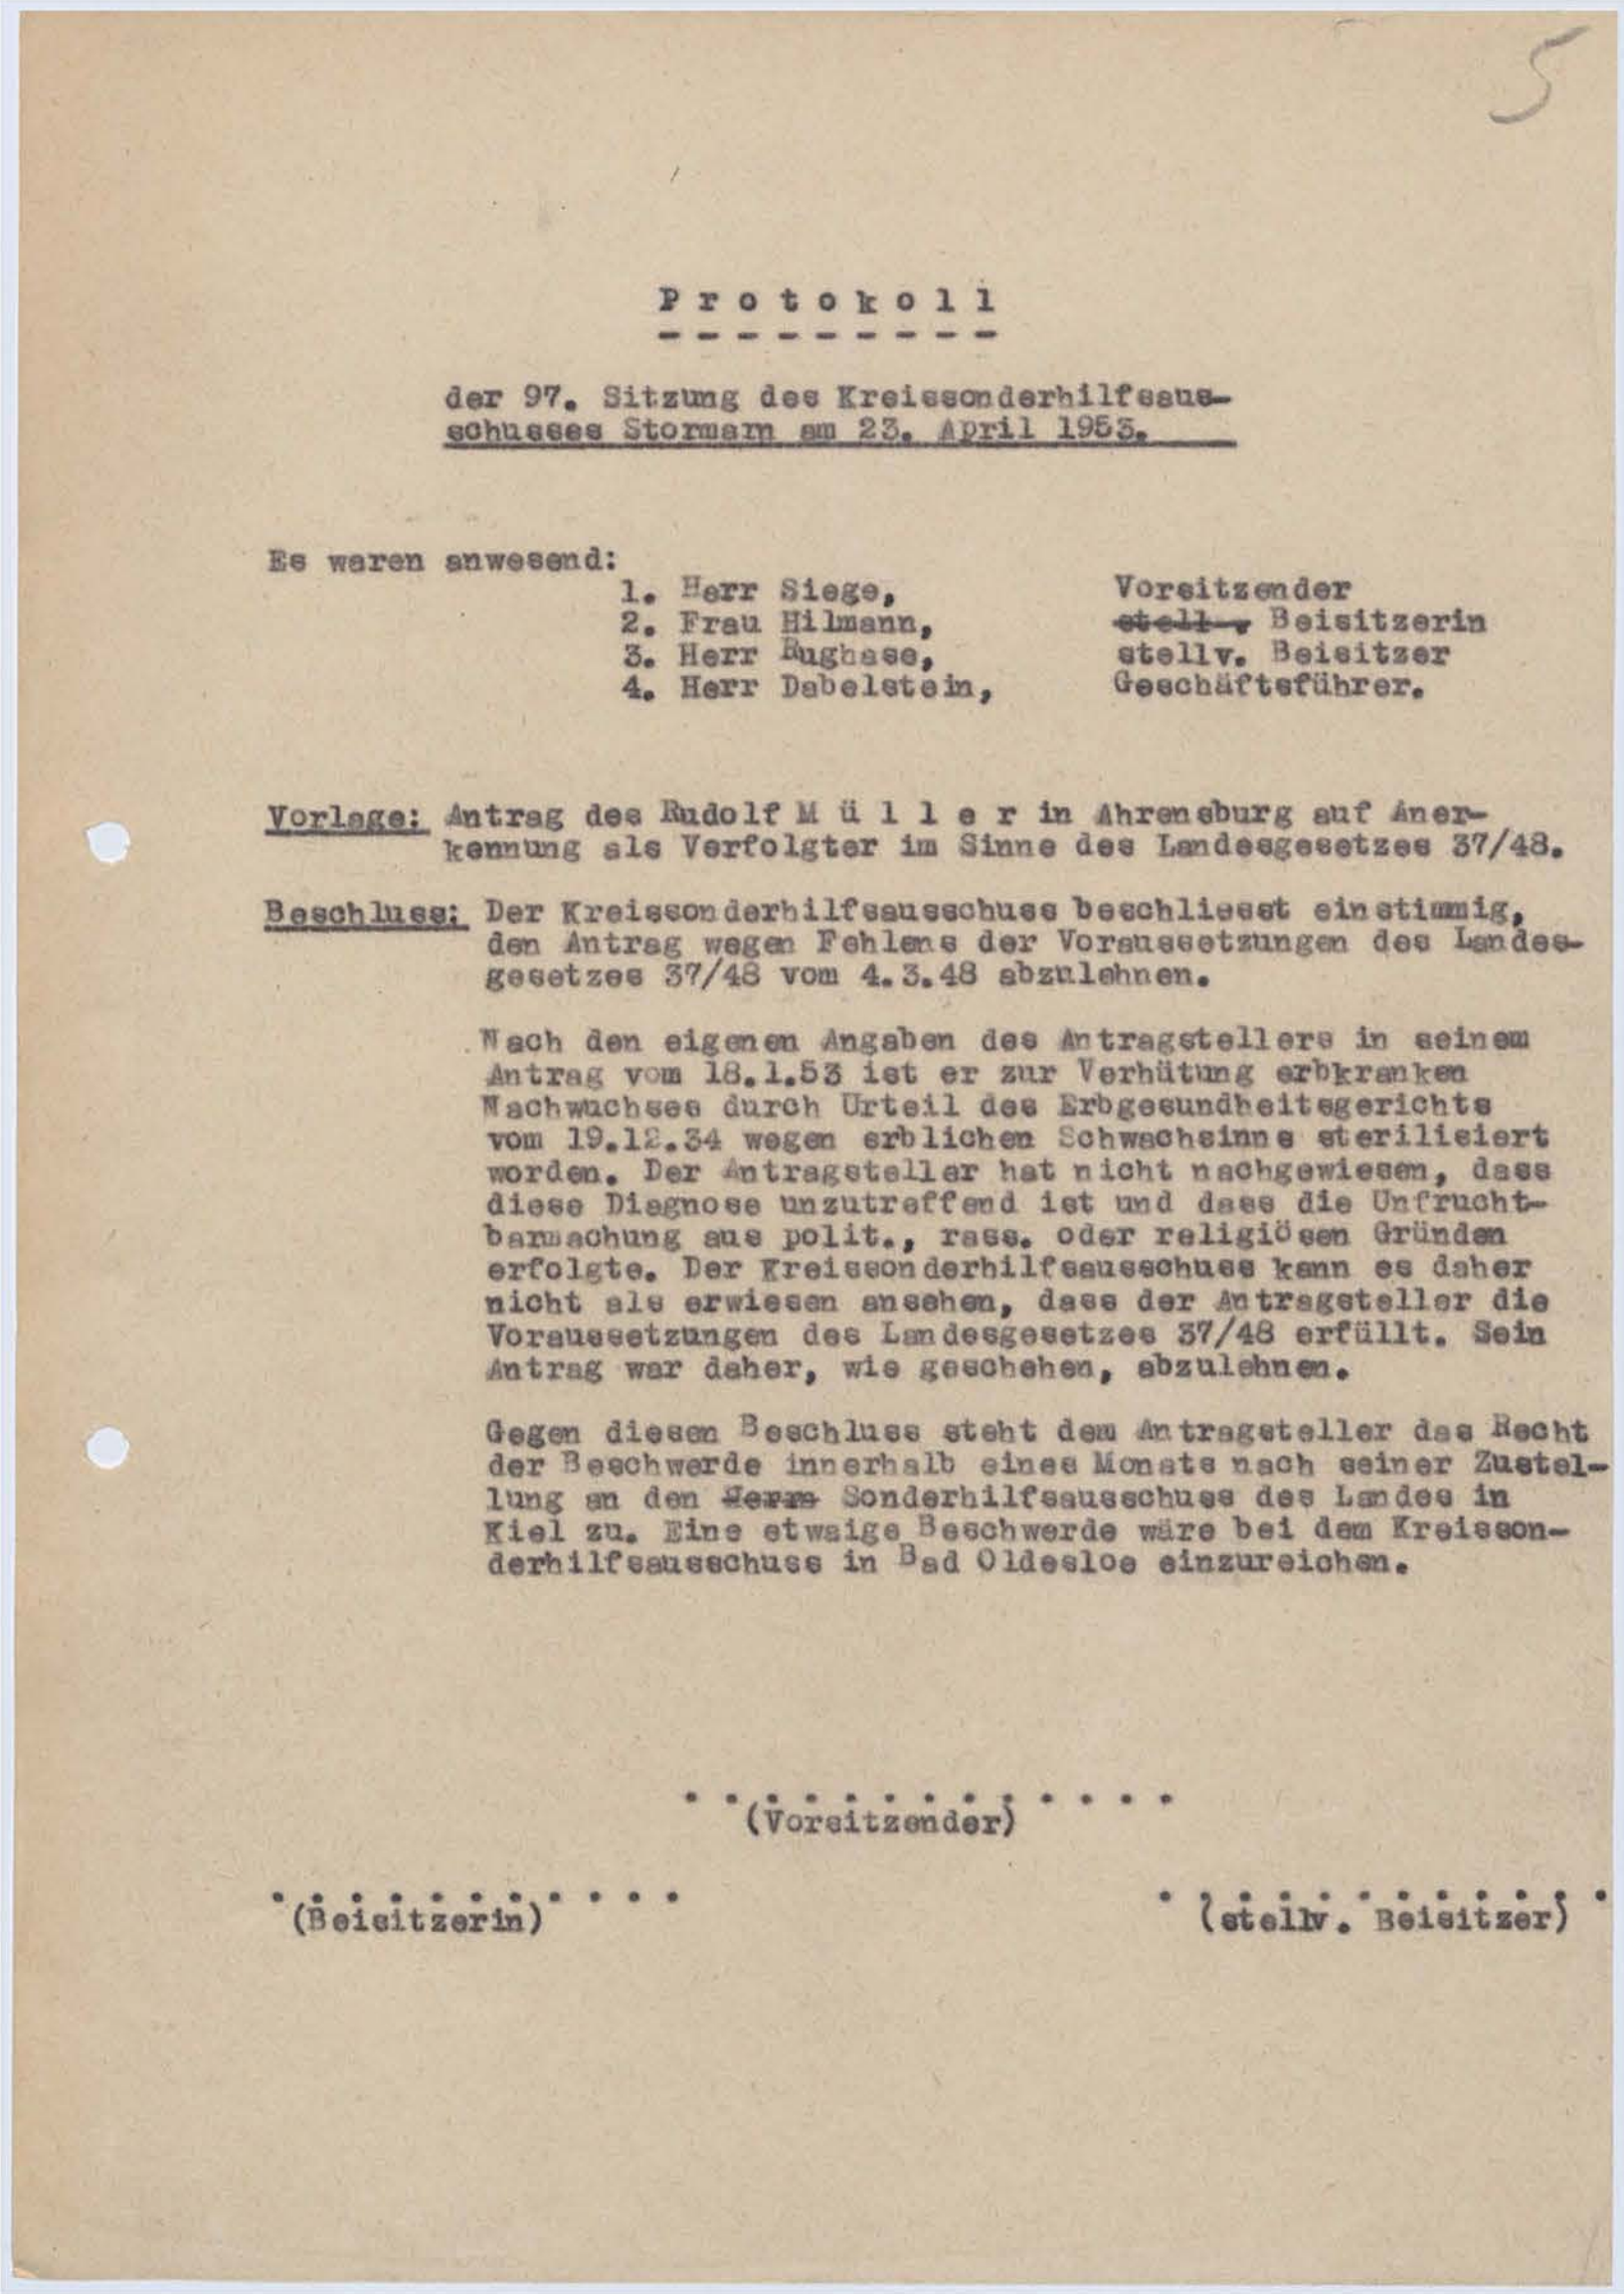 5
P r o t o k o l l
- - - - - - - - -
der 97. Sitzung des Kreissonderhilfsaus-
schusses Stormarn am 23. April 1953.
Es waren anwesend:
1. Herr Siege, Vorsitzender
2. Frau Hilmann, stellv. Beisitzerin
3. Herr Rughase, stellv. Beisitzer
4. Herr Dabelstein, Geschäftsführer.
Vorlage: Antrag des Rudolf M ü l l e r in Ahrensburg auf Aner-
kennung als Verfolgter im Sinne des Landesgesetzes 37/48.
Beschluss: Der Kreissonderhilfsausschuss beschliesst einstimmig,
den Antrag wegen Fehlens der Voraussetzungen des Landes-
gesetzes 37/48 vom 4.3.48 abzulehnen.
Nach den eigenen Angaben des Antragstellers in seinem
Antrag vom 18.1.53 ist er zur Verhütung erbkranken
Nachwuchses durch Urteil des Erbgesundheitsgerichts
vom 19.12.34 wegen erblichen Schwachsinns sterilisiert
worden. Der Antragsteller hat nicht nachgewiesen, dass
diese Diagnose unzutreffend ist und dass die Unfrucht-
barmachung aus polit., rass. oder religiösen Gründen
erfolgte. Der Kreissonderhilfsausschuss kann es daher
nicht als erwiesen ansehen, dass der Antragsteller die
Voraussetzungen des Landesgesetzes 37/48 erfüllt. Sein
Antrag war daher, wie geschehen, abzulehnen.
Gegen diesen Beschluss steht dem Antragsteller das Recht
der Beschwerde innerhalb eines Monats nach seiner Zustel-
lung an den Herrn Sonderhilfsausschuss des Landes in
Kiel zu. Eine etwaige Beschwerde wäre bei dem Kreisson-
derhilfsausschuss in Bad Oldesloe einzureichen.
. . . . . . . . . . . . .
(Vorsitzender)
. . . . . . . . . . . . . . . . . . . . . .
(Beisitzerin) (stellv. Beisitzer)